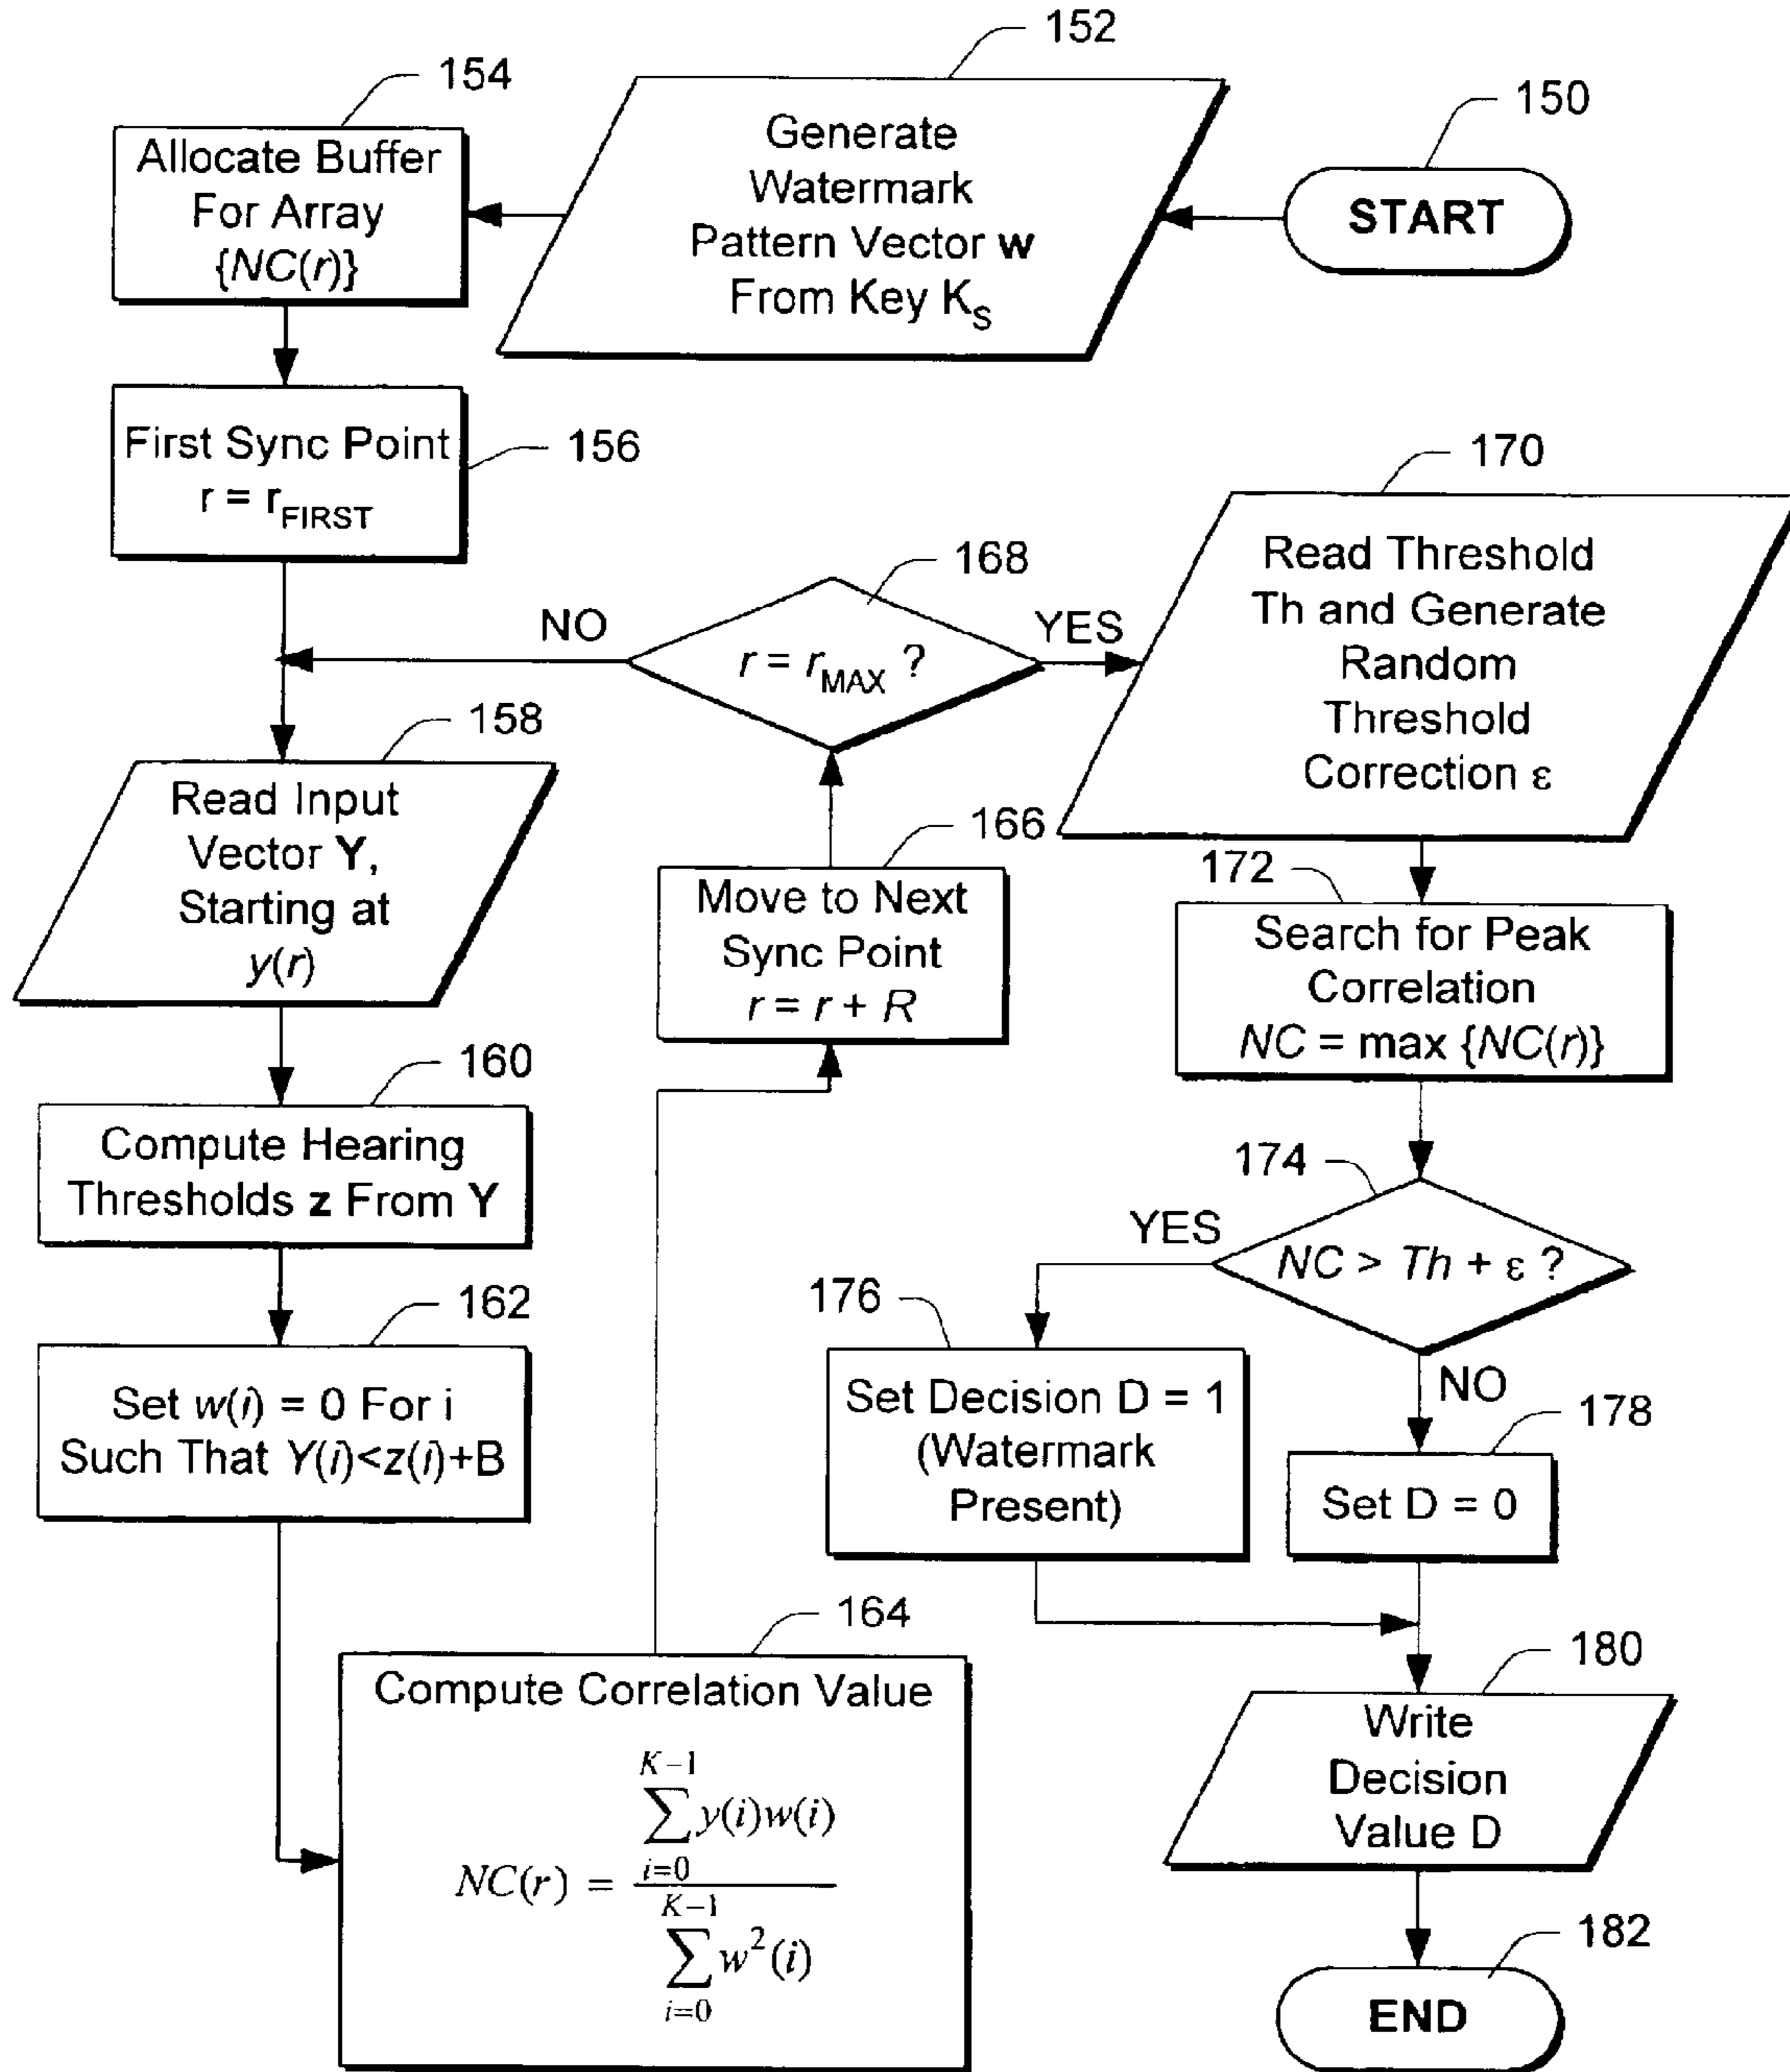 150
START
152
Generate
Watermark
Pattern Vector w
From Key K_S
154
Allocate Buffer
For Array
{NC(r)}
156
First Sync Point
r = r_FIRST
158
Read Input
Vector Y,
Starting at
y(r)
160
Compute Hearing
Thresholds z From Y
162
Set w(i) = 0 For i
Such That Y(i)<z(i)+B
164
Compute Correlation Value
K−1
∑ y(i)w(i)
i=0
NC(r) =
K−1
∑ w²(i)
i=0
166
Move to Next
Sync Point
r = r + R
168
r = r_MAX ?
NO
YES
170
Read Threshold
Th and Generate
Random
Threshold
Correction ε
172
Search for Peak
Correlation
NC = max {NC(r)}
174
NC > Th + ε ?
YES
NO
176
Set Decision D = 1
(Watermark
Present)
178
Set D = 0
180
Write
Decision
Value D
182
END